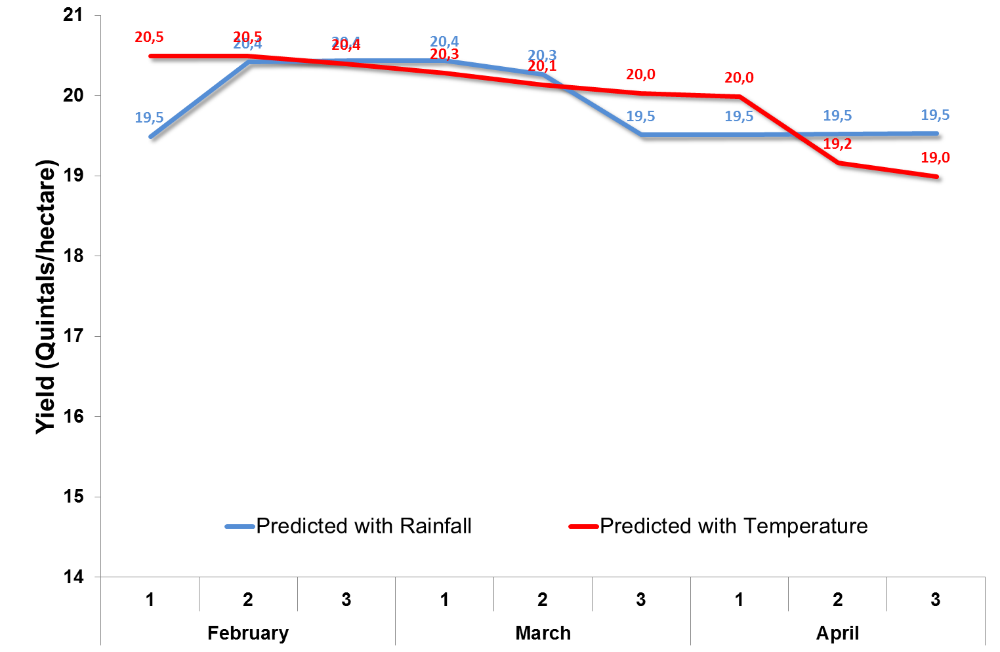 21
20
19
18
17
16
15
14
Yield (Quintals/hectare)
20,5 20,5 20,4 20,3 20,1 20,0 20,0 19,2 19,0
19,5 20,4 20,4 20,4 20,3 19,5 19,5 19,5 19,5
Predicted with Rainfall Predicted with Temperature
1 2 3 1 2 3 1 2 3
February March April